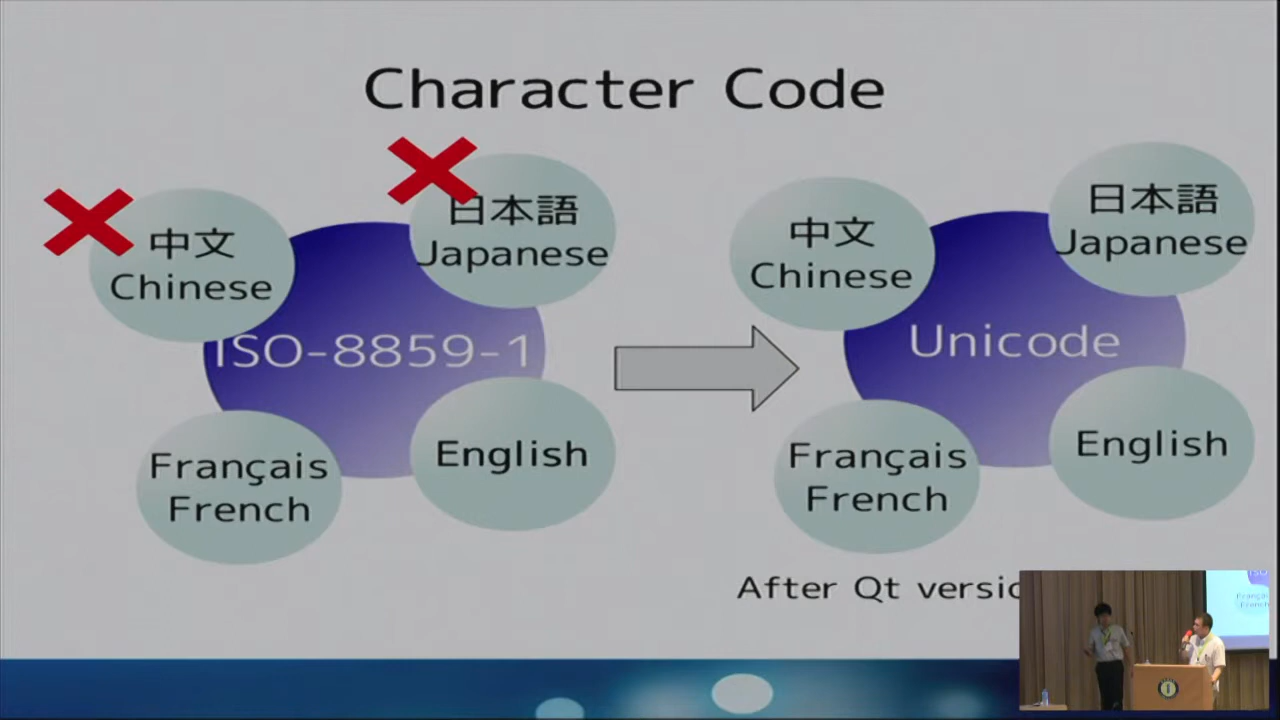 Character Code
中文
Chinese
日本語
Japanese
ISO-8859-1
Français
French
English
中文
Chinese
日本語
Japanese
Unicode
Français
French
English
After Qt